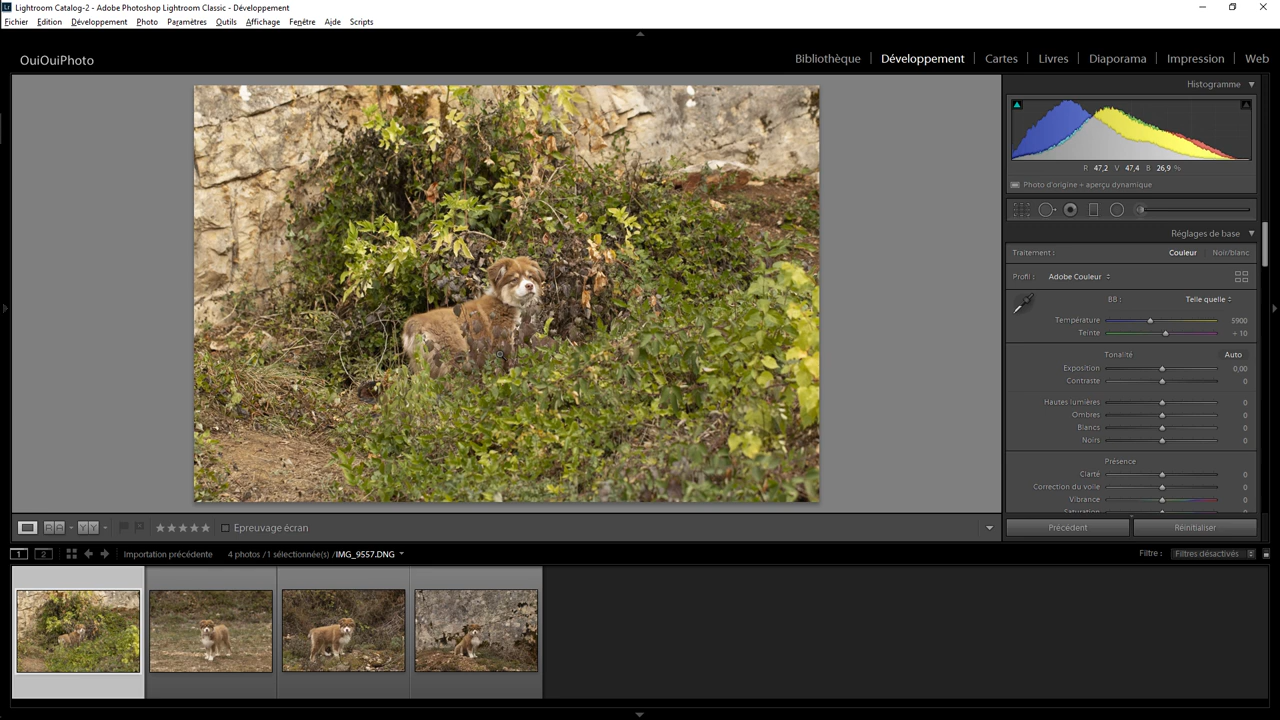 Lightroom Catalog-2 - Adobe Photoshop Lightroom Classic - Développement
Fichier Edition Développement Photo Paramètres Outils Affichage Fenêtre Aide Scripts
OuiOuiPhoto
Bibliothèque | Développement | Cartes | Livres | Diaporama | Impression | Web
Histogramme
R 47,2 V 47,4 B 26,9 %
Photo d'origine + aperçu dynamique
Réglages de base
Traitement : Couleur Noir/blanc
Profil : Adobe Couleur
BB : Telle quelle
Température 5900
Teinte + 10
Tonalité Auto
Exposition 0,00
Contraste 0
Hautes lumières 0
Ombres 0
Blancs 0
Noirs 0
Présence
Clarté 0
Correction du voile 0
Vibrance 0
Saturation 0
Précédent Réinitialiser
Epreuvage écran
1 2 Importation précédente 4 photos /1 sélectionnée(s) /IMG_9557.DNG Filtre : Filtres désactivés